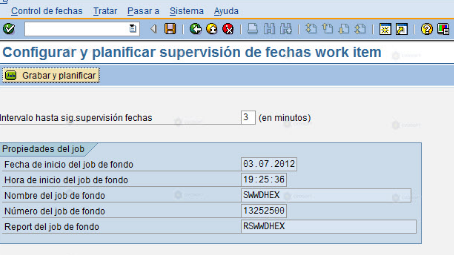 Control de fechas Tratar Pasar a Sistema Ayuda
Configurar y planificar supervisión de fechas work item
Grabar y planificar
Intervalo hasta sig.supervisión fechas 3 (en minutos)
Propiedades del job
Fecha de inicio del job de fondo 03.07.2012
Hora de inicio del job de fondo 19:25:36
Nombre del job de fondo SWWDHEX
Número del job de fondo 13252500
Report del job de fondo RSWWDHEX